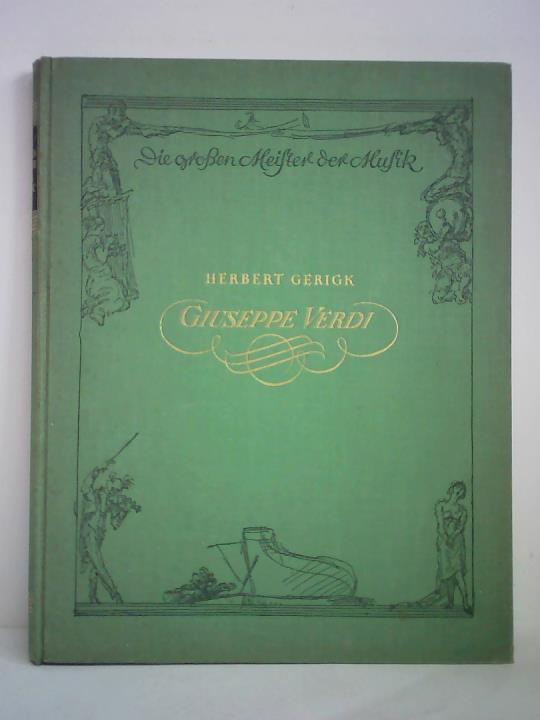 Die großen Meister der Musik
HERBERT GERIGK
GIUSEPPE VERDI